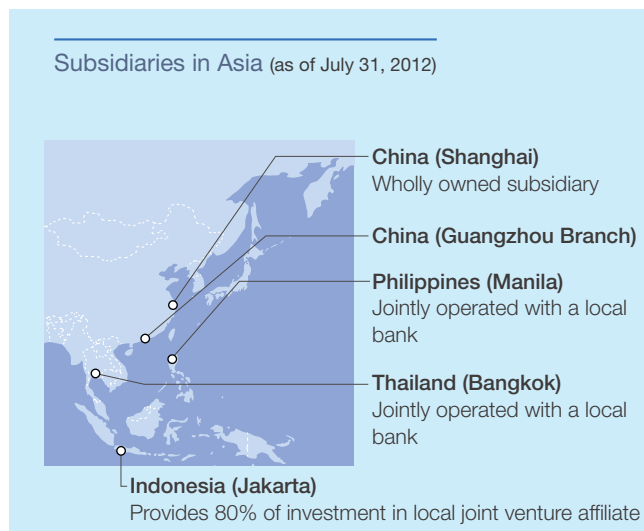 Subsidiaries in Asia (as of July 31, 2012)
China (Shanghai)
Wholly owned subsidiary
China (Guangzhou Branch)
Philippines (Manila)
Jointly operated with a local
bank
Thailand (Bangkok)
Jointly operated with a local
bank
Indonesia (Jakarta)
Provides 80% of investment in local joint venture affiliate